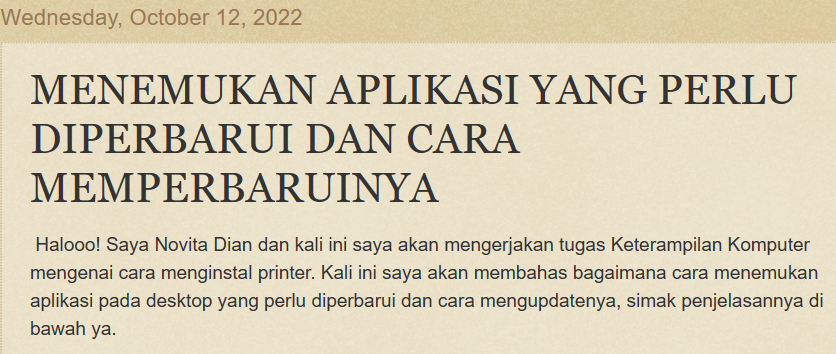 Wednesday, October 12, 2022
MENEMUKAN APLIKASI YANG PERLU
DIPERBARUI DAN CARA
MEMPERBARUINYA
Halooo! Saya Novita Dian dan kali ini saya akan mengerjakan tugas Keterampilan Komputer
mengenai cara menginstal printer. Kali ini saya akan membahas bagaimana cara menemukan
aplikasi pada desktop yang perlu diperbarui dan cara mengupdatenya, simak penjelasannya di
bawah ya.